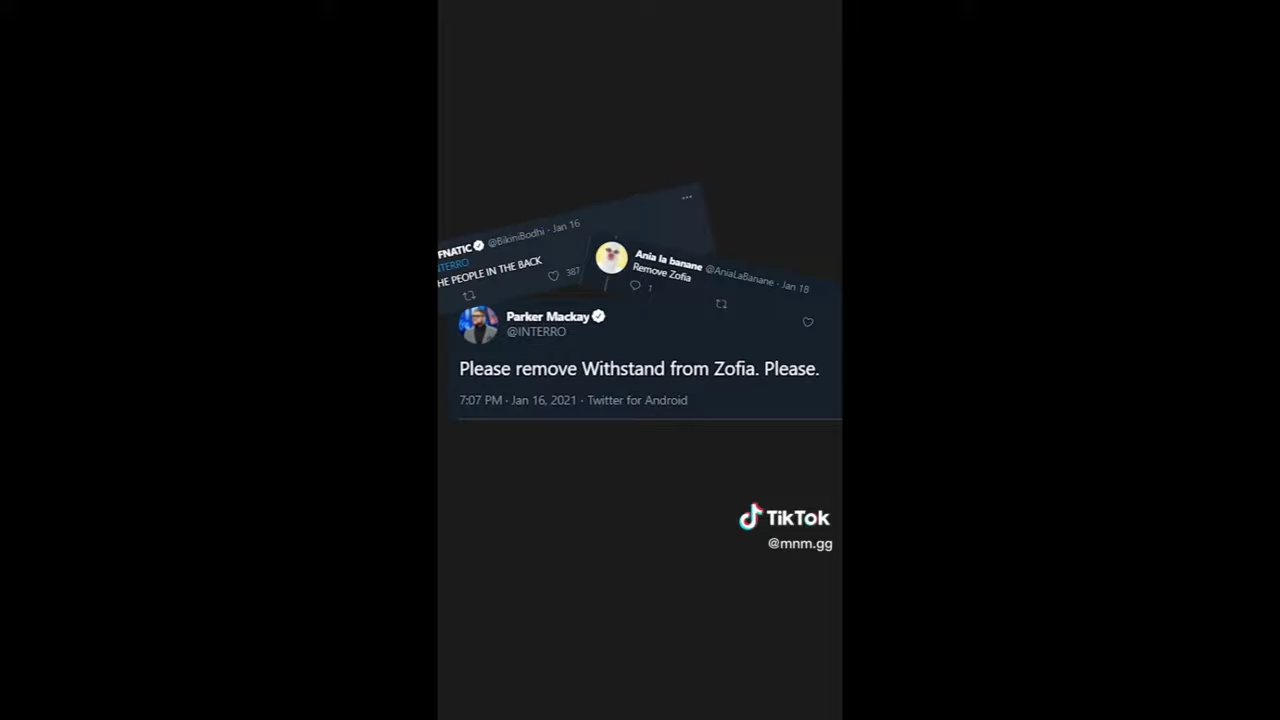 FNATIC @BikiniBodhi · Jan 16
NTERRO
HE PEOPLE IN THE BACK
387
Ania la banane @AniaLaBanane · Jan 18
Remove Zofia
1
Parker Mackay
@INTERRO
Please remove Withstand from Zofia. Please.
7:07 PM · Jan 16, 2021 · Twitter for Android
TikTok
@mnm.gg